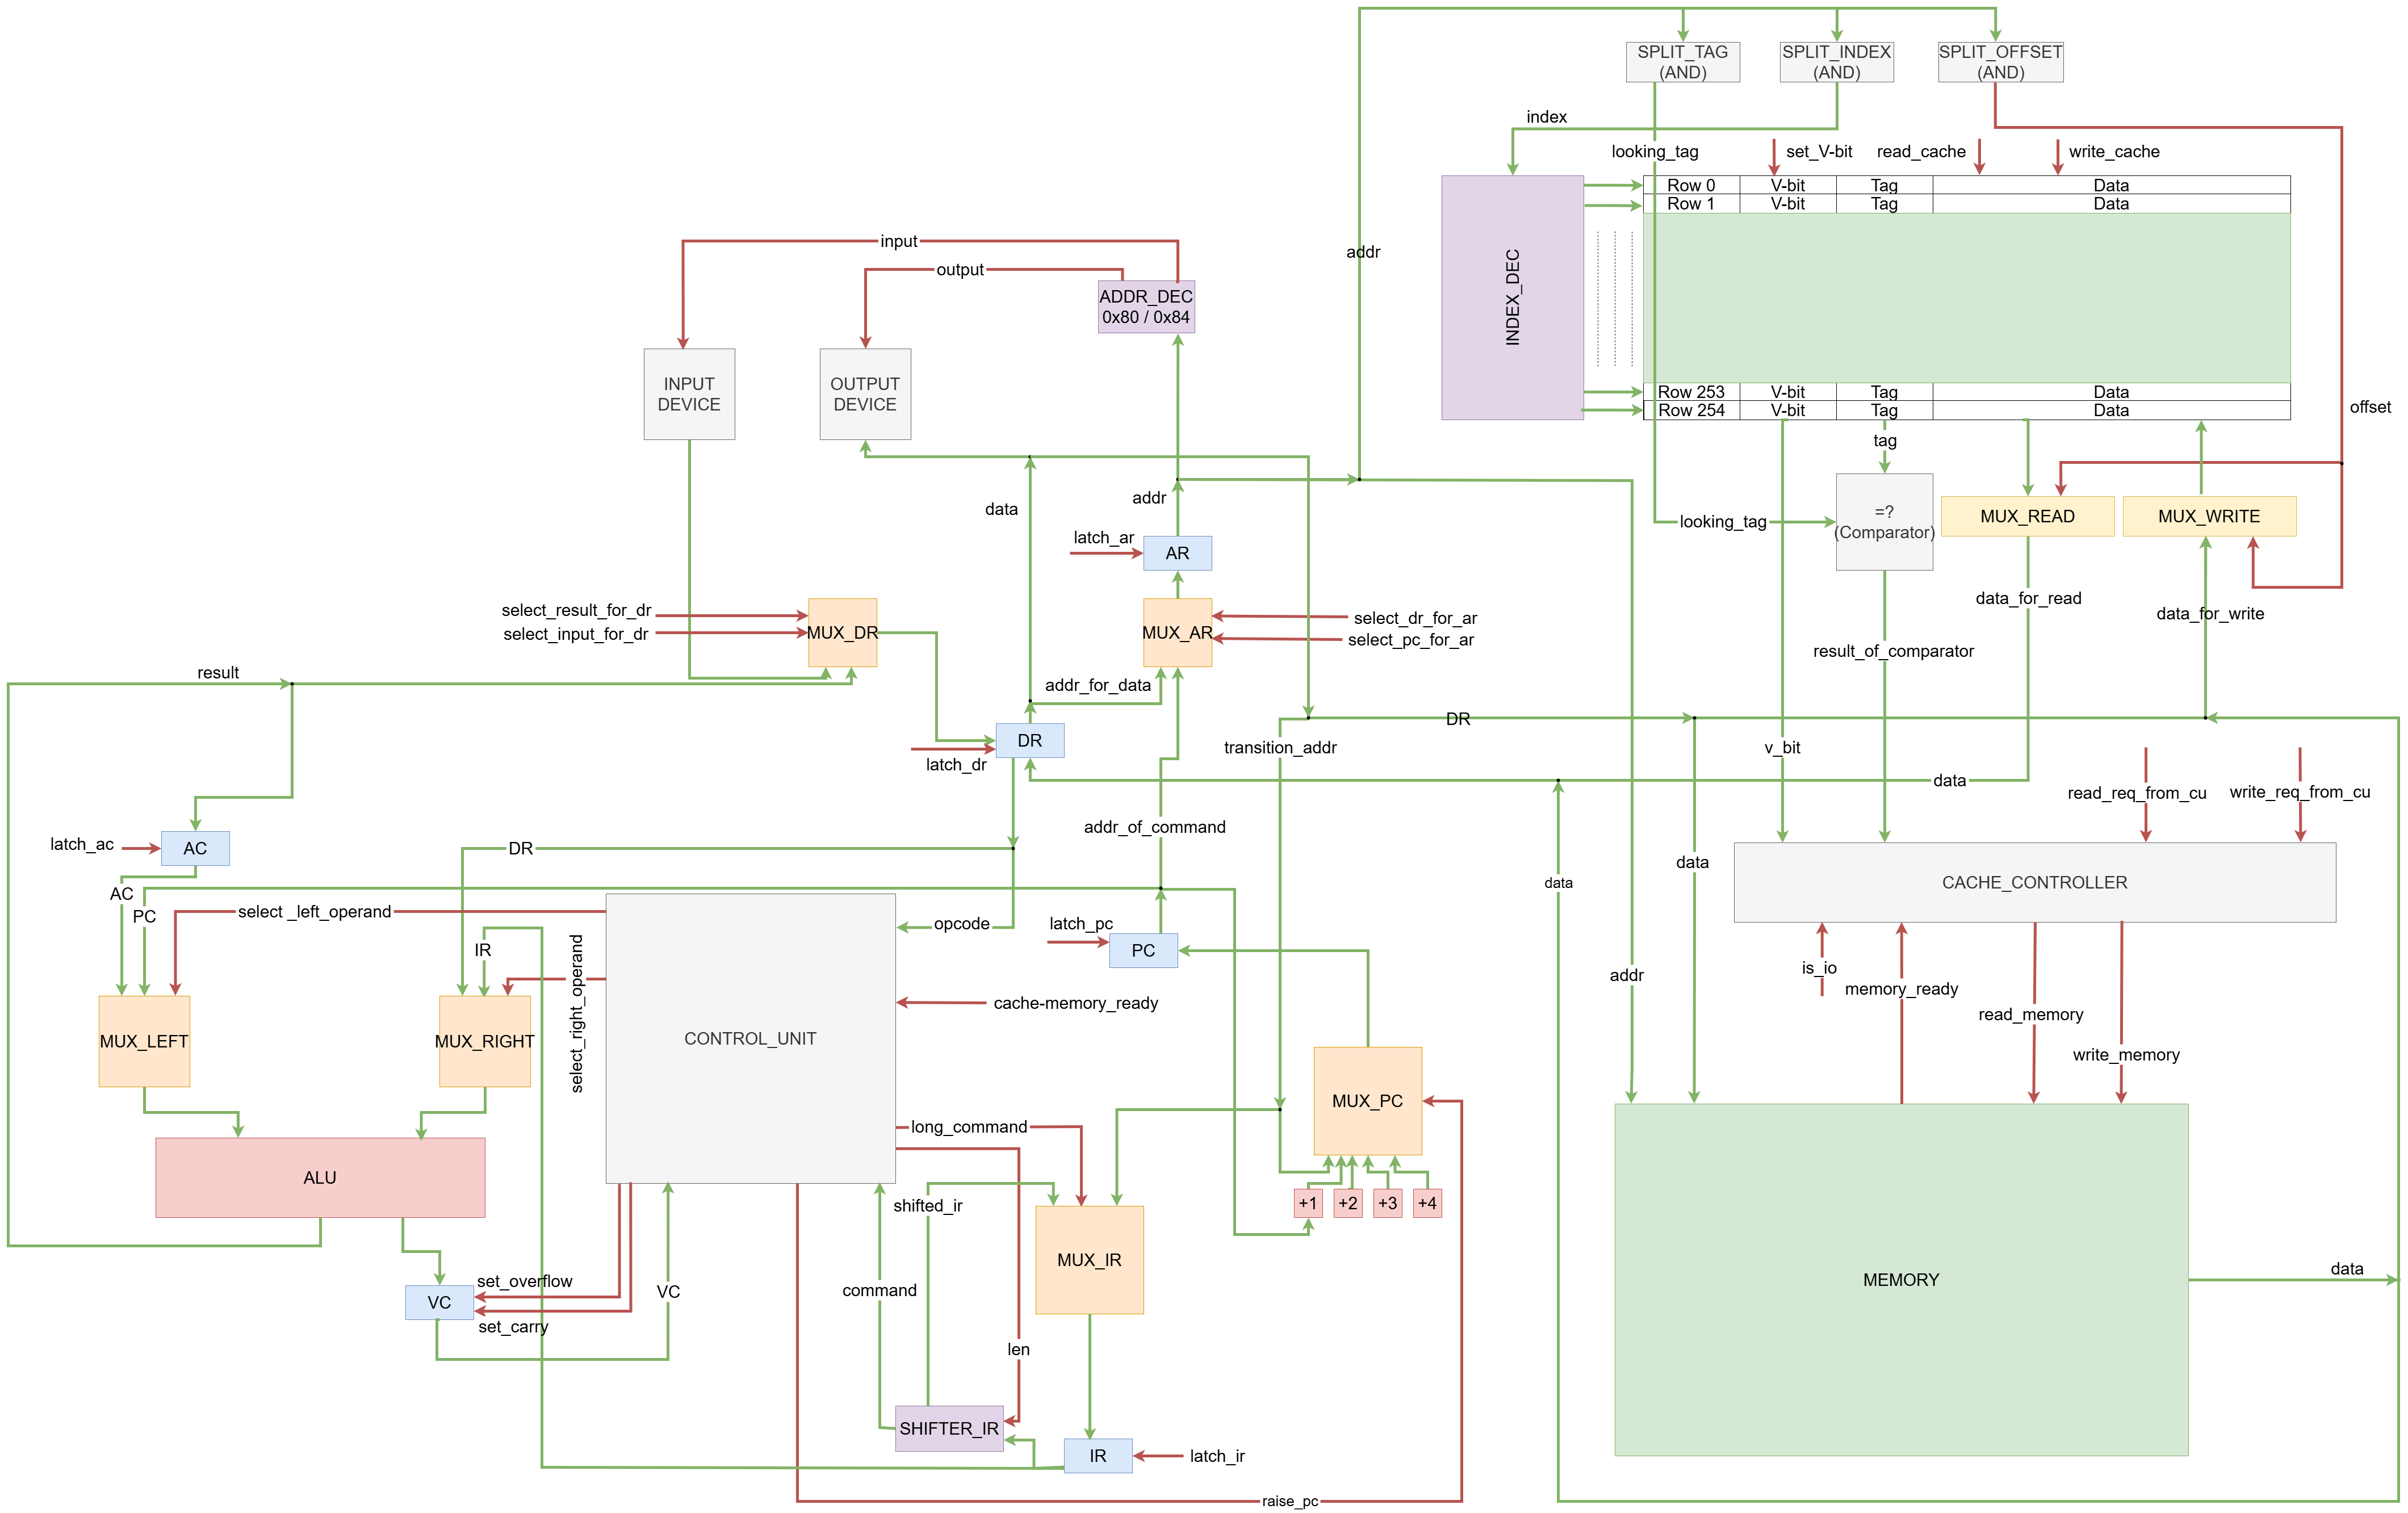 SPLIT_TAG
(AND)
SPLIT_INDEX
(AND)
SPLIT_OFFSET
(AND)
index
looking_tag
set_V-bit
read_cache
write_cache
Row 0
V-bit
Tag
Data
Row 1
V-bit
Tag
Data
input
output
addr
INDEX_DEC
ADDR_DEC
0x80 / 0x84
INPUT
DEVICE
OUTPUT
DEVICE
Row 253
V-bit
Tag
Data
Row 254
V-bit
Tag
Data
offset
tag
addr
data
=?
(Comparator)
MUX_READ
MUX_WRITE
looking_tag
latch_ar
AR
select_result_for_dr
select_input_for_dr
MUX_DR
MUX_AR
select_dr_for_ar
select_pc_for_ar
data_for_read
data_for_write
result_of_comparator
result
addr_for_data
DR
DR
transition_addr
v_bit
latch_dr
data
read_req_from_cu
write_req_from_cu
addr_of_command
latch_ac
AC
DR
data
data
CACHE_CONTROLLER
AC
PC
select _left_operand
opcode
latch_pc
PC
IR
select_right_operand
is_io
memory_ready
addr
cache-memory_ready
read_memory
MUX_LEFT
MUX_RIGHT
CONTROL_UNIT
write_memory
MUX_PC
long_command
ALU
+1
+2
+3
+4
shifted_ir
MUX_IR
MEMORY
data
set_overflow
VC
VC
command
set_carry
len
SHIFTER_IR
IR
latch_ir
raise_pc